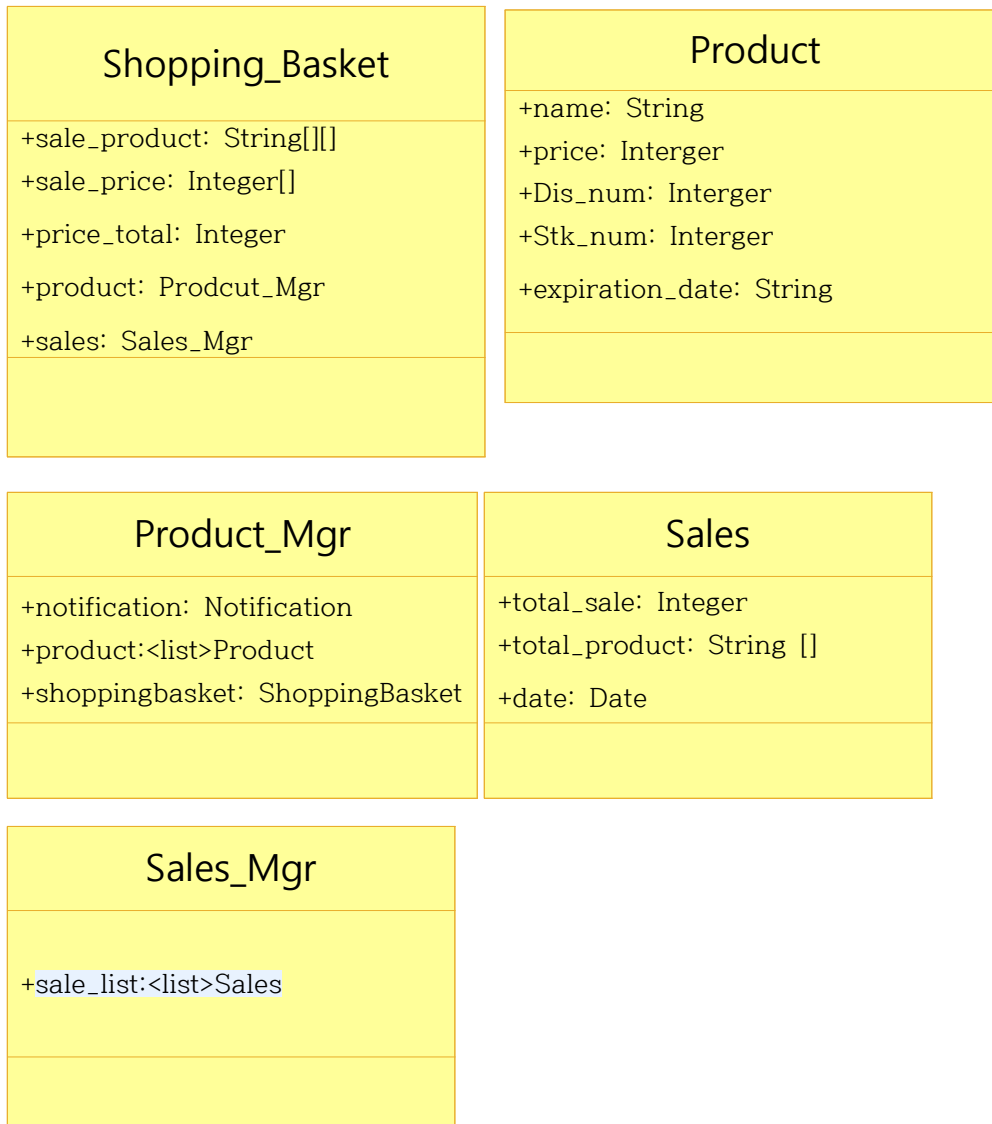 Shopping_Basket
+sale_product: String[][]
+sale_price: Integer[]
+price_total: Integer
+product: Prodcut_Mgr
+sales: Sales_Mgr
Product
+name: String
+price: Interger
+Dis_num: Interger
+Stk_num: Interger
+expiration_date: String
Product_Mgr
+notification: Notification
+product:<list>Product
+shoppingbasket: ShoppingBasket
Sales
+total_sale: Integer
+total_product: String []
+date: Date
Sales_Mgr
+sale_list:<list>Sales